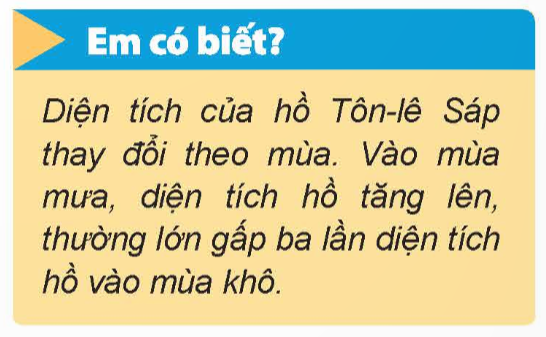 Em có biết?
Diện tích của hồ Tôn-lê Sáp
thay đổi theo mùa. Vào mùa
mưa, diện tích hồ tăng lên,
thường lớn gấp ba lần diện tích
hồ vào mùa khô.